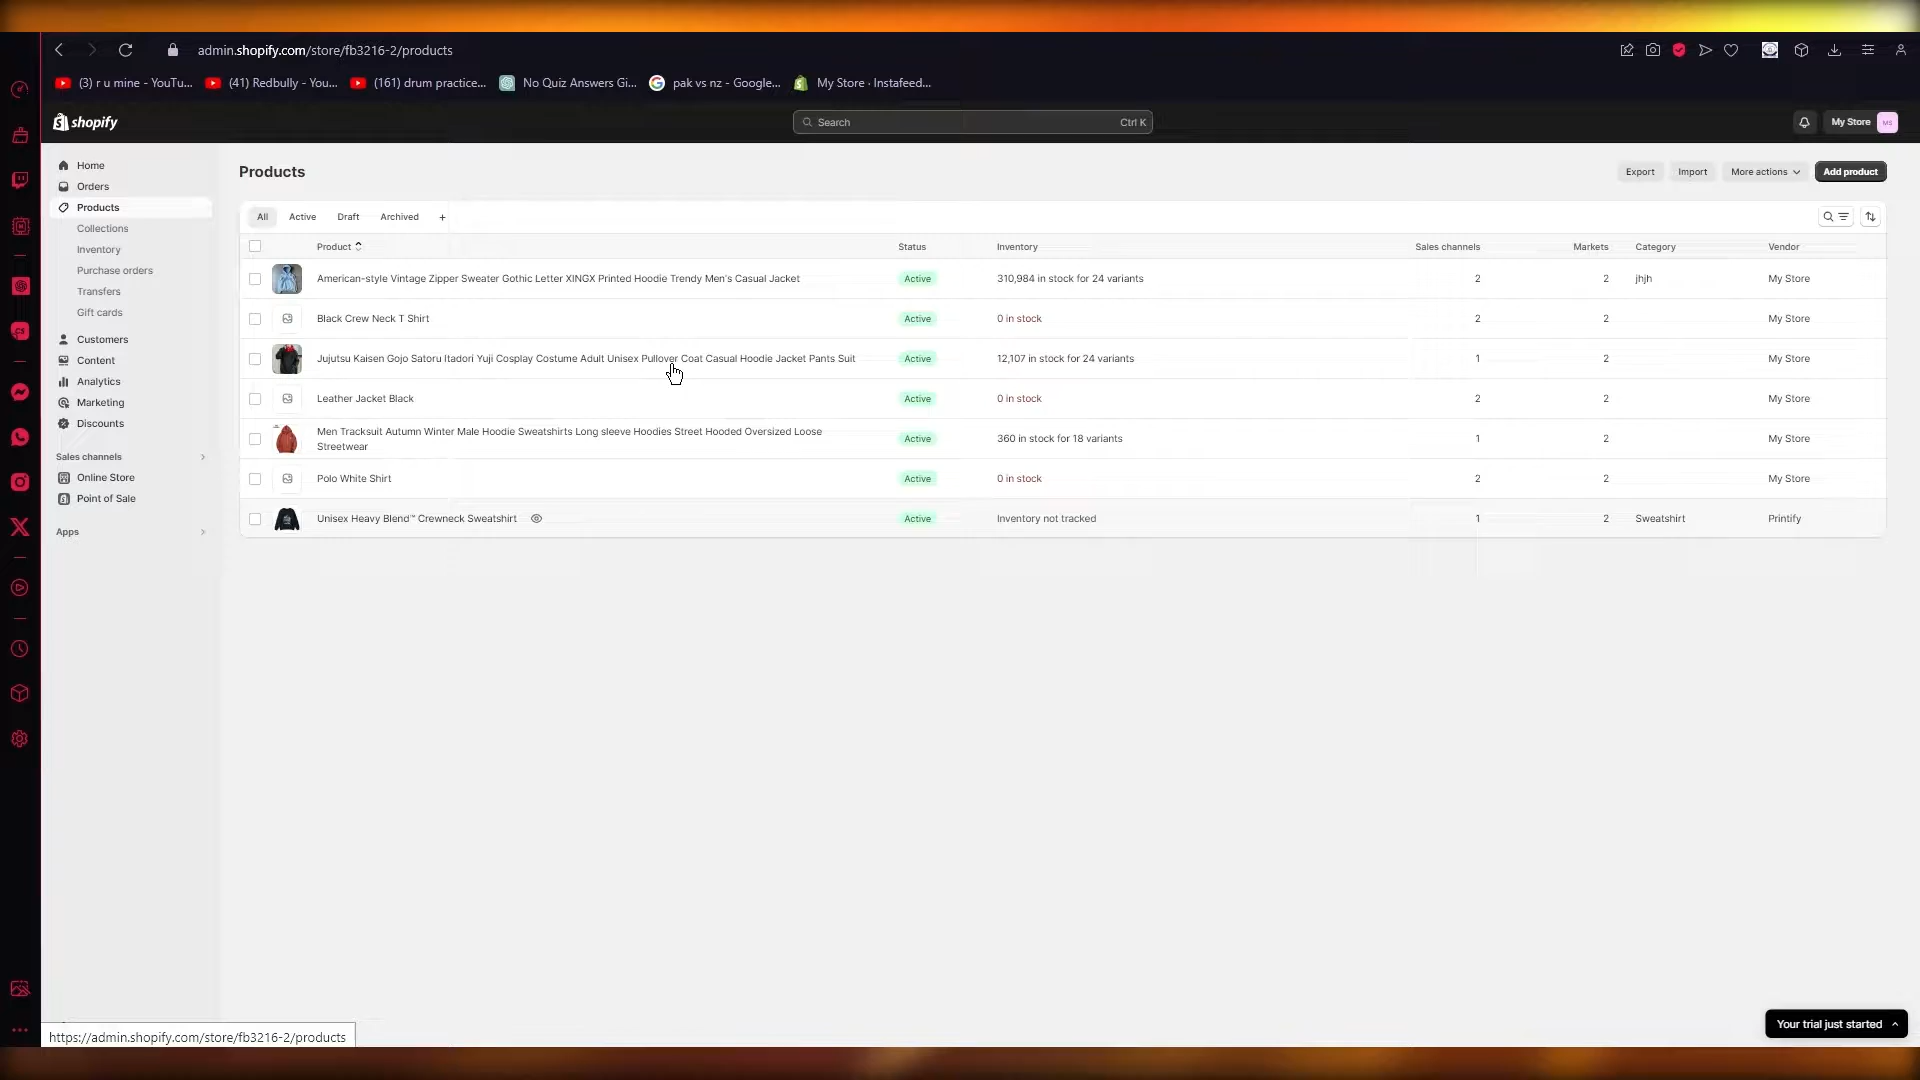 admin.shopify.com/store/fb3216-2/products
(3) r u mine - YouTu...
(41) Redbully - You...
(161) drum practice...
No Quiz Answers Gi...
pak vs nz - Google...
My Store · Instafeed...
shopify
Search
Ctrl K
My Store
MS
Home
Orders
Products
Collections
Inventory
Purchase orders
Transfers
Gift cards
Customers
Content
Analytics
Marketing
Discounts
Sales channels
Online Store
Point of Sale
Apps
Products
Export
Import
More actions
Add product
All
Active
Draft
Archived
+
Product
Status
Inventory
Sales channels
Markets
Category
Vendor
American-style Vintage Zipper Sweater Gothic Letter XINGX Printed Hoodie Trendy Men's Casual Jacket
Active
310,984 in stock for 24 variants
2
2
jhjh
My Store
Black Crew Neck T Shirt
Active
0 in stock
2
2
My Store
Jujutsu Kaisen Gojo Satoru Itadori Yuji Cosplay Costume Adult Unisex Pullover Coat Casual Hoodie Jacket Pants Suit
Active
12,107 in stock for 24 variants
1
2
My Store
Leather Jacket Black
Active
0 in stock
2
2
My Store
Men Tracksuit Autumn Winter Male Hoodie Sweatshirts Long sleeve Hoodies Street Hooded Oversized Loose
Streetwear
Active
360 in stock for 18 variants
1
2
My Store
Polo White Shirt
Active
0 in stock
2
2
My Store
Unisex Heavy Blend™ Crewneck Sweatshirt
Active
Inventory not tracked
1
2
Sweatshirt
Printify
Your trial just started
https://admin.shopify.com/store/fb3216-2/products